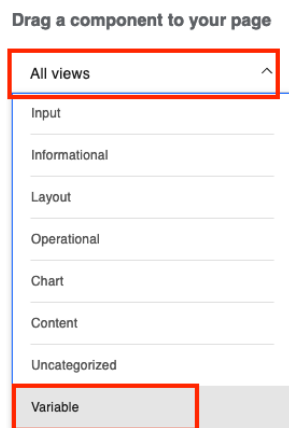 Drag a component to your page
All views
Input
Informational
Layout
Operational
Chart
Content
Uncategorized
Variable